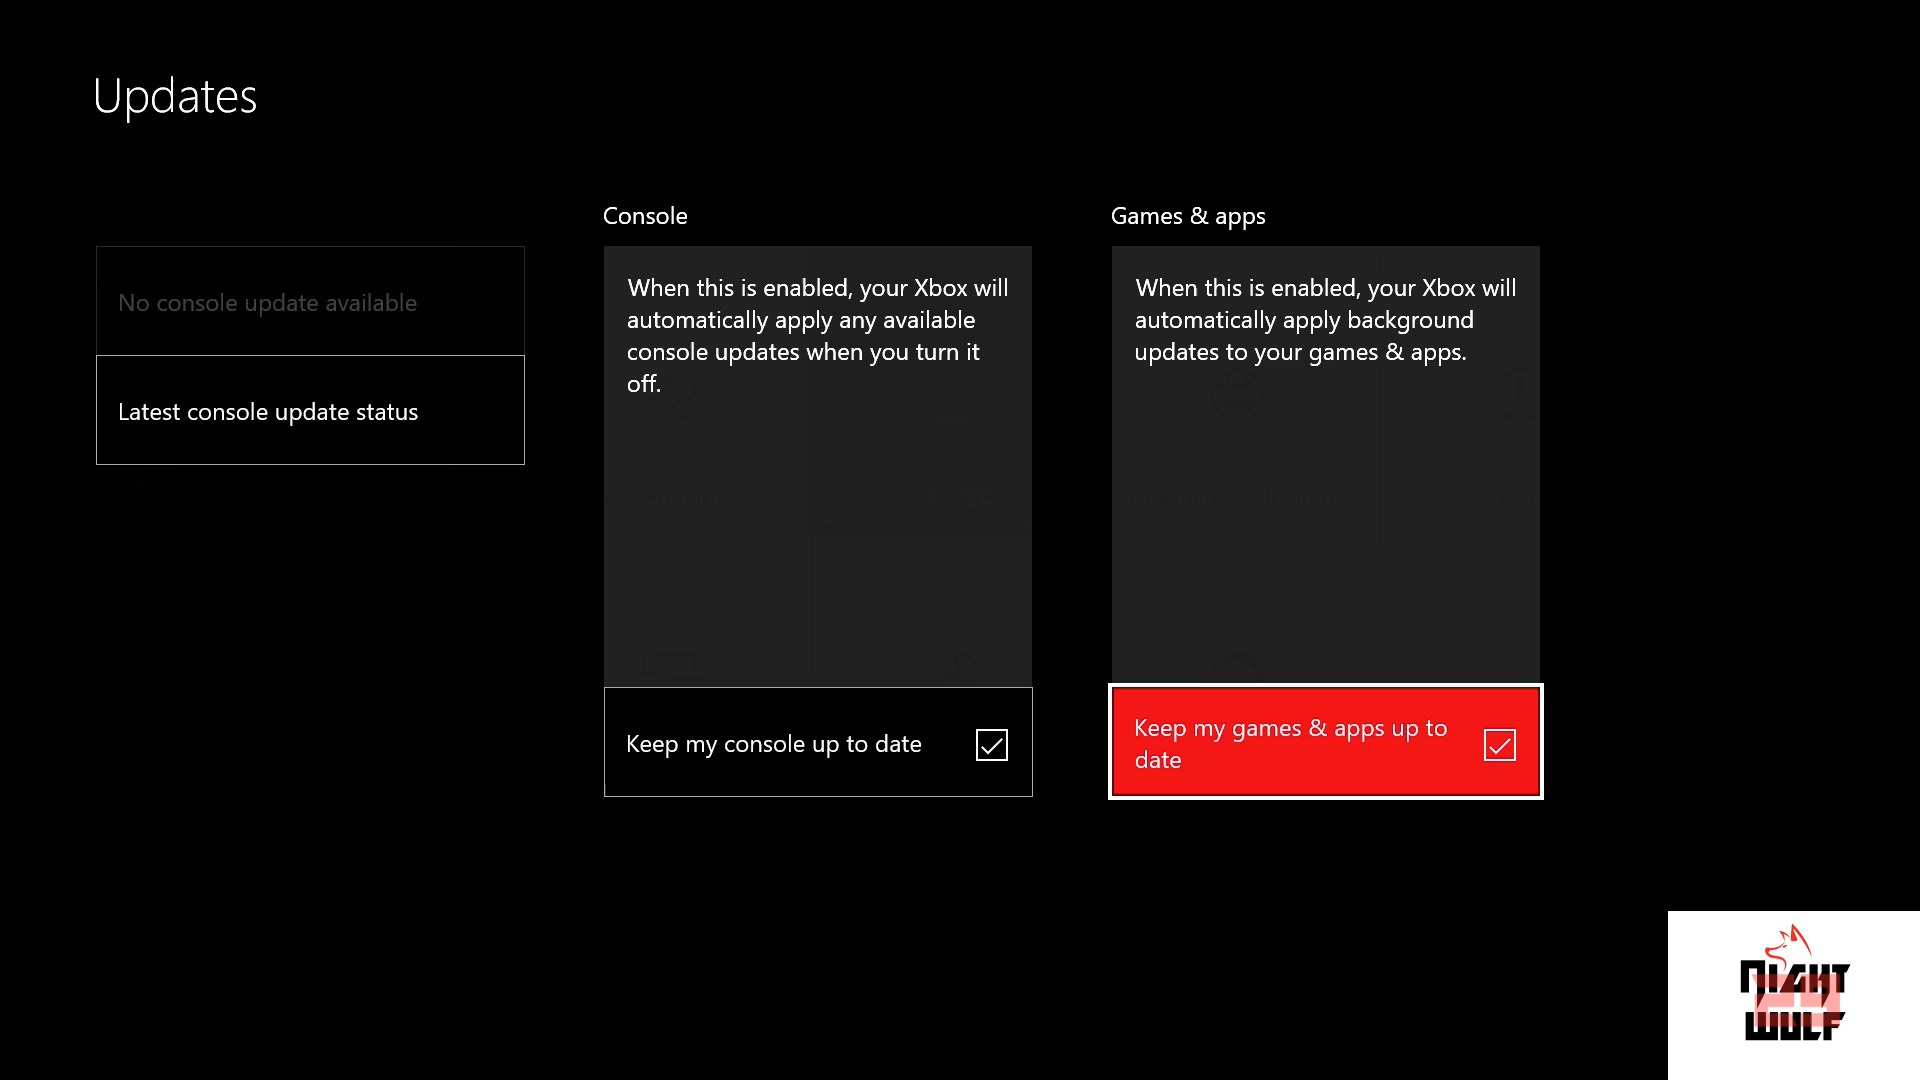 Updates
No console update available
Latest console update status
Console
When this is enabled, your Xbox will
automatically apply any available
console updates when you turn it
off.
Keep my console up to date
Games & apps
When this is enabled, your Xbox will
automatically apply background
updates to your games & apps.
Language & location
Keep my games & apps up to
date
NIGHT
23
WOLF